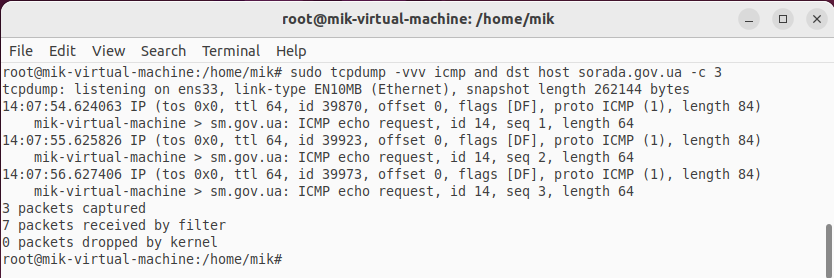 root@mik-virtual-machine: /home/mik
File Edit View Search Terminal Help
root@mik-virtual-machine:/home/mik# sudo tcpdump -vvv icmp and dst host sorada.gov.ua -c 3
tcpdump: listening on ens33, link-type EN10MB (Ethernet), snapshot length 262144 bytes
14:07:54.624063 IP (tos 0x0, ttl 64, id 39870, offset 0, flags [DF], proto ICMP (1), length 84)
    mik-virtual-machine > sm.gov.ua: ICMP echo request, id 14, seq 1, length 64
14:07:55.625826 IP (tos 0x0, ttl 64, id 39923, offset 0, flags [DF], proto ICMP (1), length 84)
    mik-virtual-machine > sm.gov.ua: ICMP echo request, id 14, seq 2, length 64
14:07:56.627406 IP (tos 0x0, ttl 64, id 39973, offset 0, flags [DF], proto ICMP (1), length 84)
    mik-virtual-machine > sm.gov.ua: ICMP echo request, id 14, seq 3, length 64
3 packets captured
7 packets received by filter
0 packets dropped by kernel
root@mik-virtual-machine:/home/mik#